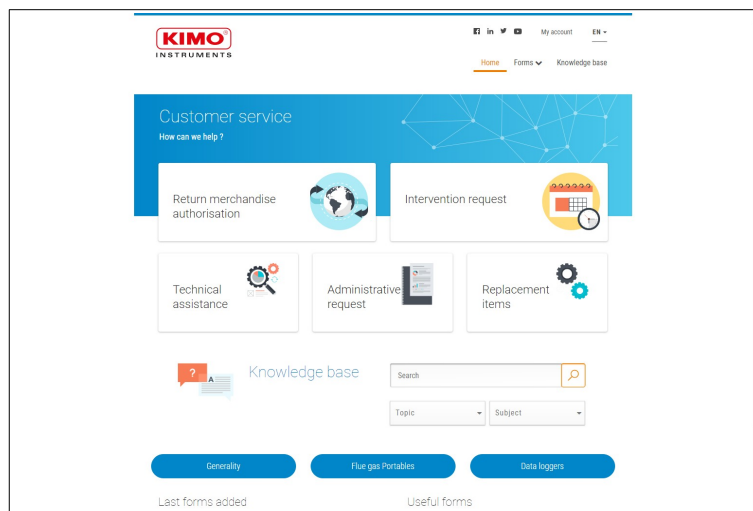 KIMO®
INSTRUMENTS
My account
EN
Home
Forms
Knowledge base
Customer service
How can we help ?
Return merchandise
authorisation
Intervention request
Technical
assistance
Administrative
request
Replacement
items
?
A
Knowledge base
Search
Topic
Subject
Generality
Flue gas Portables
Data loggers
Last forms added
Useful forms